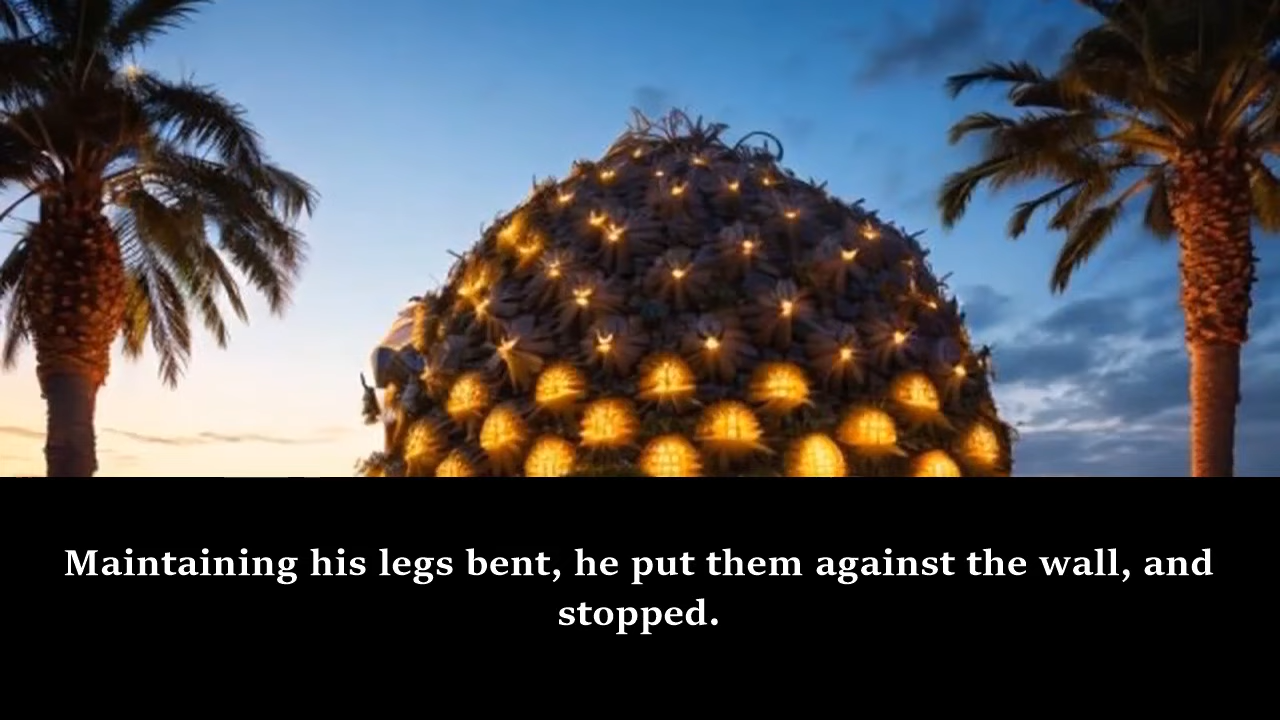 Maintaining his legs bent, he put them against the wall, and
stopped.